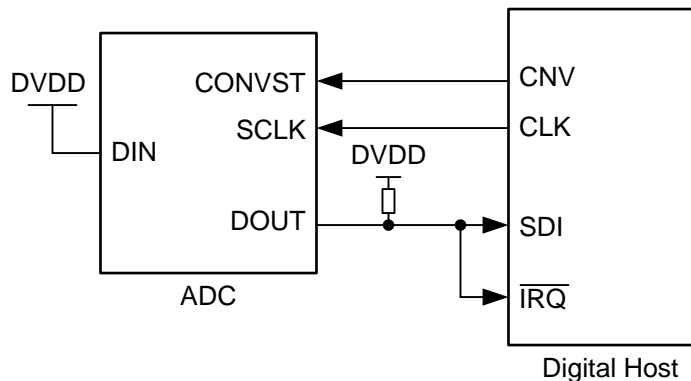 DVDD
DIN
CONVST
SCLK
DOUT
ADC
DVDD
CNV
CLK
SDI
IRQ
Digital Host